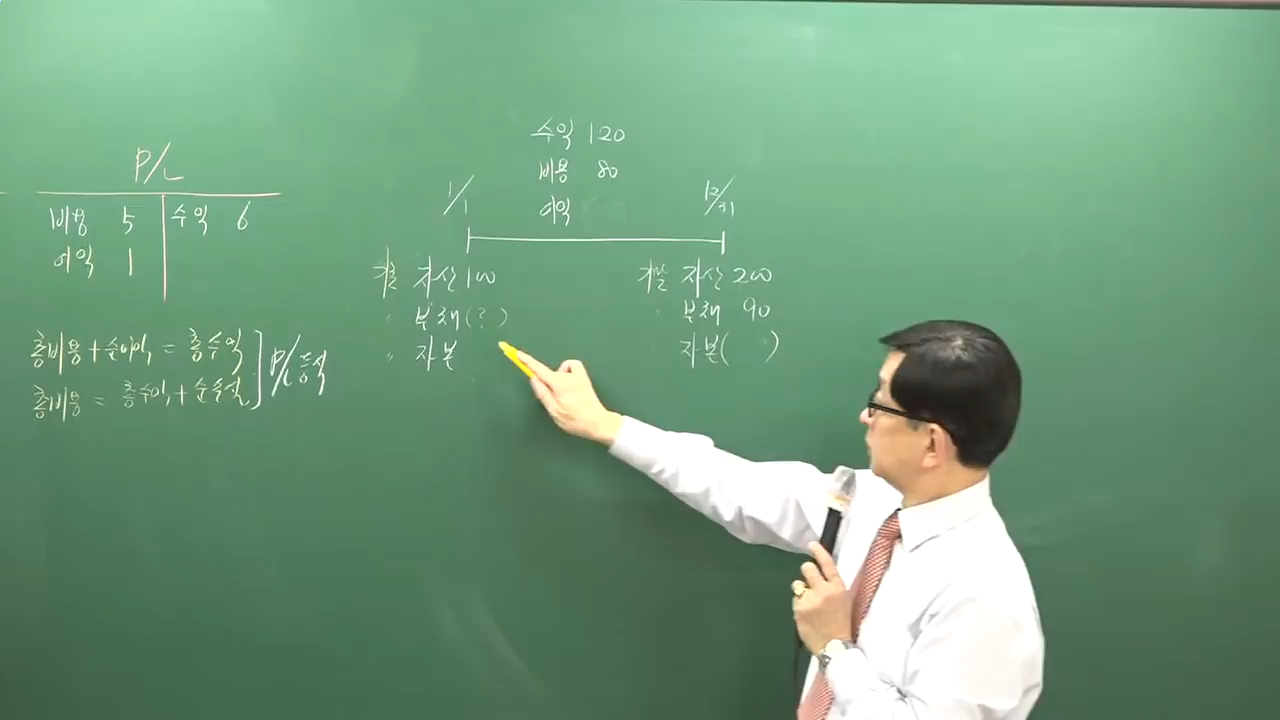 P/L
비용 5 수익 6
이익 1
총비용 + 순이익 = 총수익
총비용 = 총수익 + 순손실
P/L 등식
수익 120
비용 80
이익
1/1
12/31
기초 자산 100
" 부채 (?)
" 자본
기말 자산 200
" 부채 90
자본 ( )